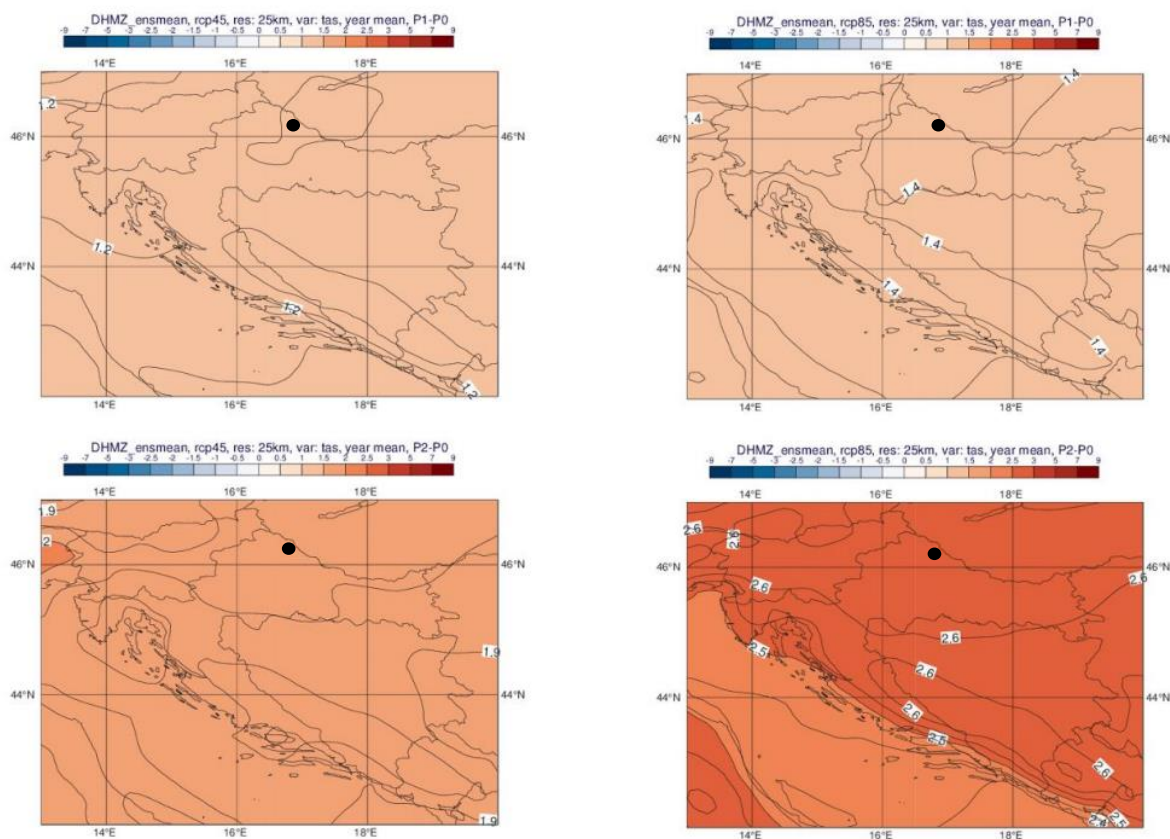 DHMZ_ensmean, rcp45, res: 25km, var: tas, year mean, P1-P0
-9 -7 -5 -3 -2.5 -2 -1.5 -1 -0.5 0 0.5 1 1.5 2 2.5 3 5 7 9
14°E 16°E 18°E
1.2
46°N
1.2
44°N
1.2
1.2
14°E 16°E 18°E
DHMZ_ensmean, rcp85, res: 25km, var: tas, year mean, P1-P0
-9 -7 -5 -3 -2.5 -2 -1.5 -1 -0.5 0 0.5 1 1.5 2 2.5 3 5 7 9
14°E 16°E 18°E
1.4
1.4
46°N 46°N
1.4
1.4
44°N 44°N
1.4
1.4
14°E 16°E 18°E
DHMZ_ensmean, rcp45, res: 25km, var: tas, year mean, P2-P0
-9 -7 -5 -3 -2.5 -2 -1.5 -1 -0.5 0 0.5 1 1.5 2 2.5 3 5 7 9
14°E 16°E 18°E
1.9
2
46°N
1.9
44°N
1.9
14°E 16°E 18°E
DHMZ_ensmean, rcp85, res: 25km, var: tas, year mean, P2-P0
-9 -7 -5 -3 -2.5 -2 -1.5 -1 -0.5 0 0.5 1 1.5 2 2.5 3 5 7 9
14°E 16°E 18°E
2.6 2.6
46°N 46°N
2.6 2.6
2.5 2.6
2.6
44°N 44°N
2.6
2.5
2.6
2.4 2.5
14°E 16°E 18°E